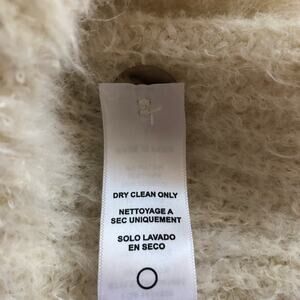 DRY CLEAN ONLY
NETTOYAGE A
SEC UNIQUEMENT
SOLO LAVADO
EN SECO